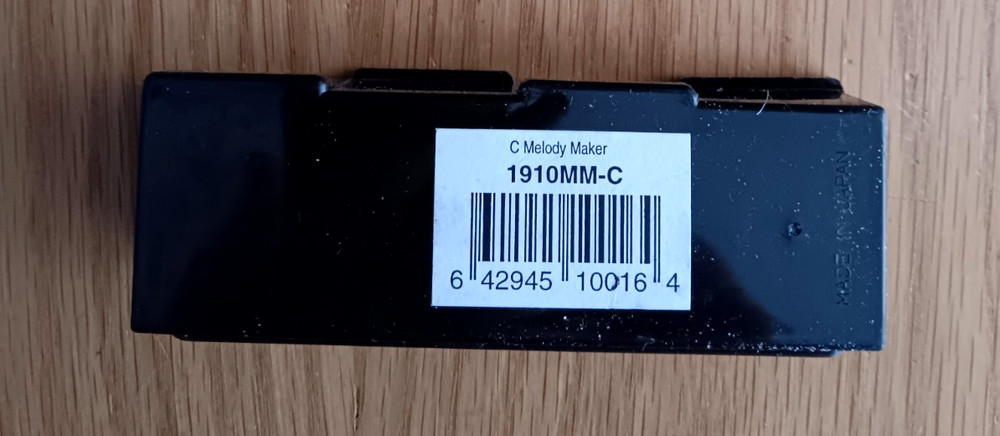 C Melody Maker
1910MM-C
6 42945 10016 4
MADE IN JAPAN